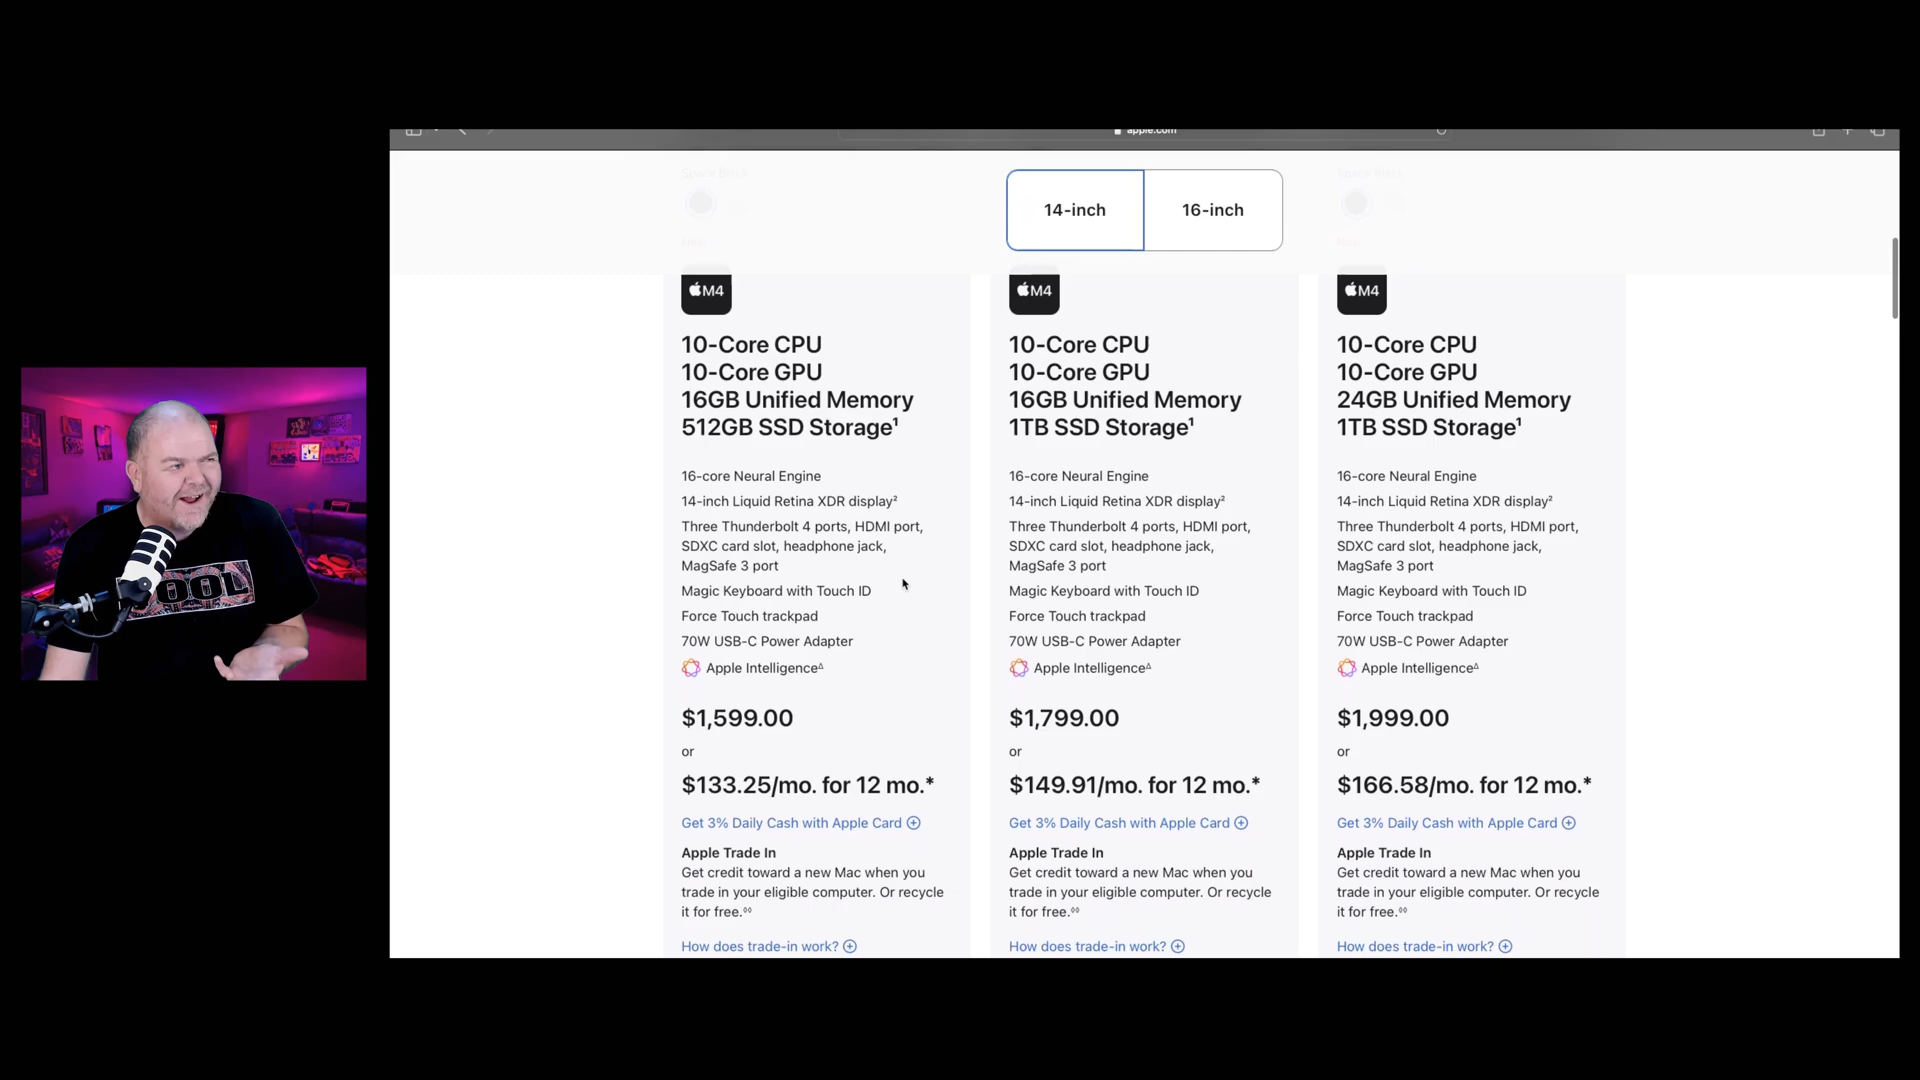 apple.com
Space Black
Space Black
14-inch
16-inch
New
New
M4
10-Core CPU
10-Core GPU
16GB Unified Memory
512GB SSD Storage¹
16-core Neural Engine
14-inch Liquid Retina XDR display²
Three Thunderbolt 4 ports, HDMI port,
SDXC card slot, headphone jack,
MagSafe 3 port
Magic Keyboard with Touch ID
Force Touch trackpad
70W USB-C Power Adapter
Apple Intelligence∆
$1,599.00
or
$133.25/mo. for 12 mo.*
Get 3% Daily Cash with Apple Card
Apple Trade In
Get credit toward a new Mac when you
trade in your eligible computer. Or recycle
it for free.◊◊
How does trade-in work?
M4
10-Core CPU
10-Core GPU
16GB Unified Memory
1TB SSD Storage¹
16-core Neural Engine
14-inch Liquid Retina XDR display²
Three Thunderbolt 4 ports, HDMI port,
SDXC card slot, headphone jack,
MagSafe 3 port
Magic Keyboard with Touch ID
Force Touch trackpad
70W USB-C Power Adapter
Apple Intelligence∆
$1,799.00
or
$149.91/mo. for 12 mo.*
Get 3% Daily Cash with Apple Card
Apple Trade In
Get credit toward a new Mac when you
trade in your eligible computer. Or recycle
it for free.◊◊
How does trade-in work?
M4
10-Core CPU
10-Core GPU
24GB Unified Memory
1TB SSD Storage¹
16-core Neural Engine
14-inch Liquid Retina XDR display²
Three Thunderbolt 4 ports, HDMI port,
SDXC card slot, headphone jack,
MagSafe 3 port
Magic Keyboard with Touch ID
Force Touch trackpad
70W USB-C Power Adapter
Apple Intelligence∆
$1,999.00
or
$166.58/mo. for 12 mo.*
Get 3% Daily Cash with Apple Card
Apple Trade In
Get credit toward a new Mac when you
trade in your eligible computer. Or recycle
it for free.◊◊
How does trade-in work?